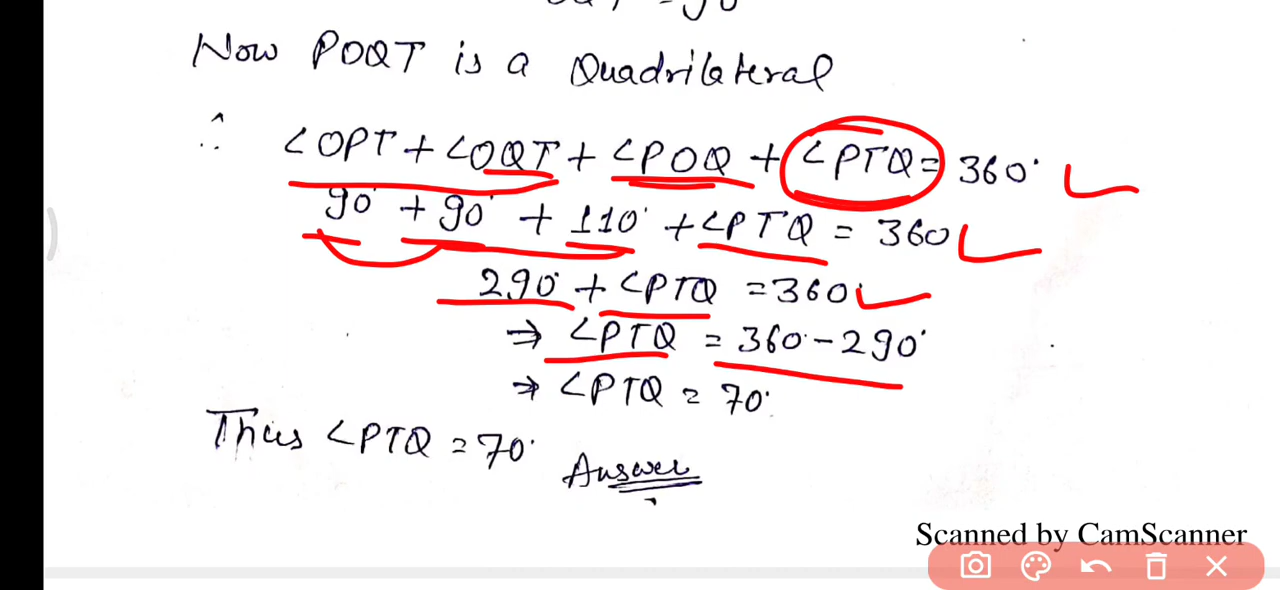 Now POQT is a Quadrilateral
∴ ∠OPT + ∠OQT + ∠POQ + ∠PTQ = 360°
90° + 90° + 110° + ∠PTQ = 360
290° + ∠PTQ = 360°
⇒ ∠PTQ = 360° - 290°
⇒ ∠PTQ = 70°
Thus ∠PTQ = 70°
Answer
Scanned by CamScanner